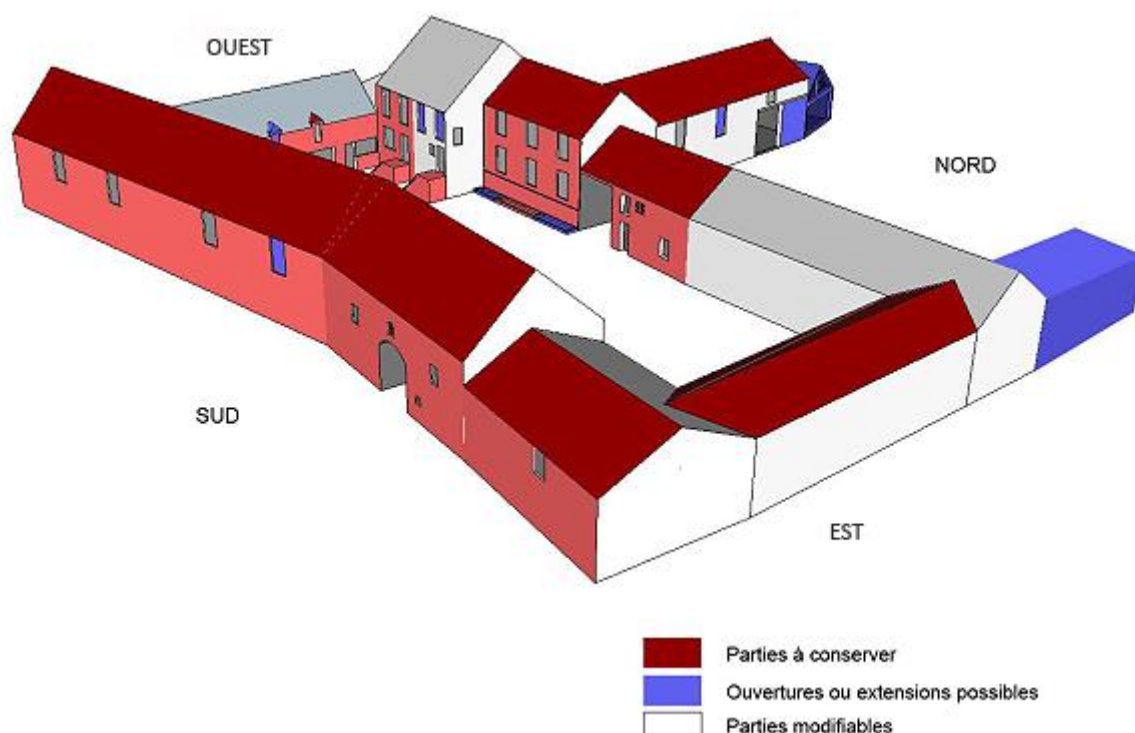 OUEST
NORD
SUD
EST
Parties à conserver
Ouvertures ou extensions possibles
Parties modifiables